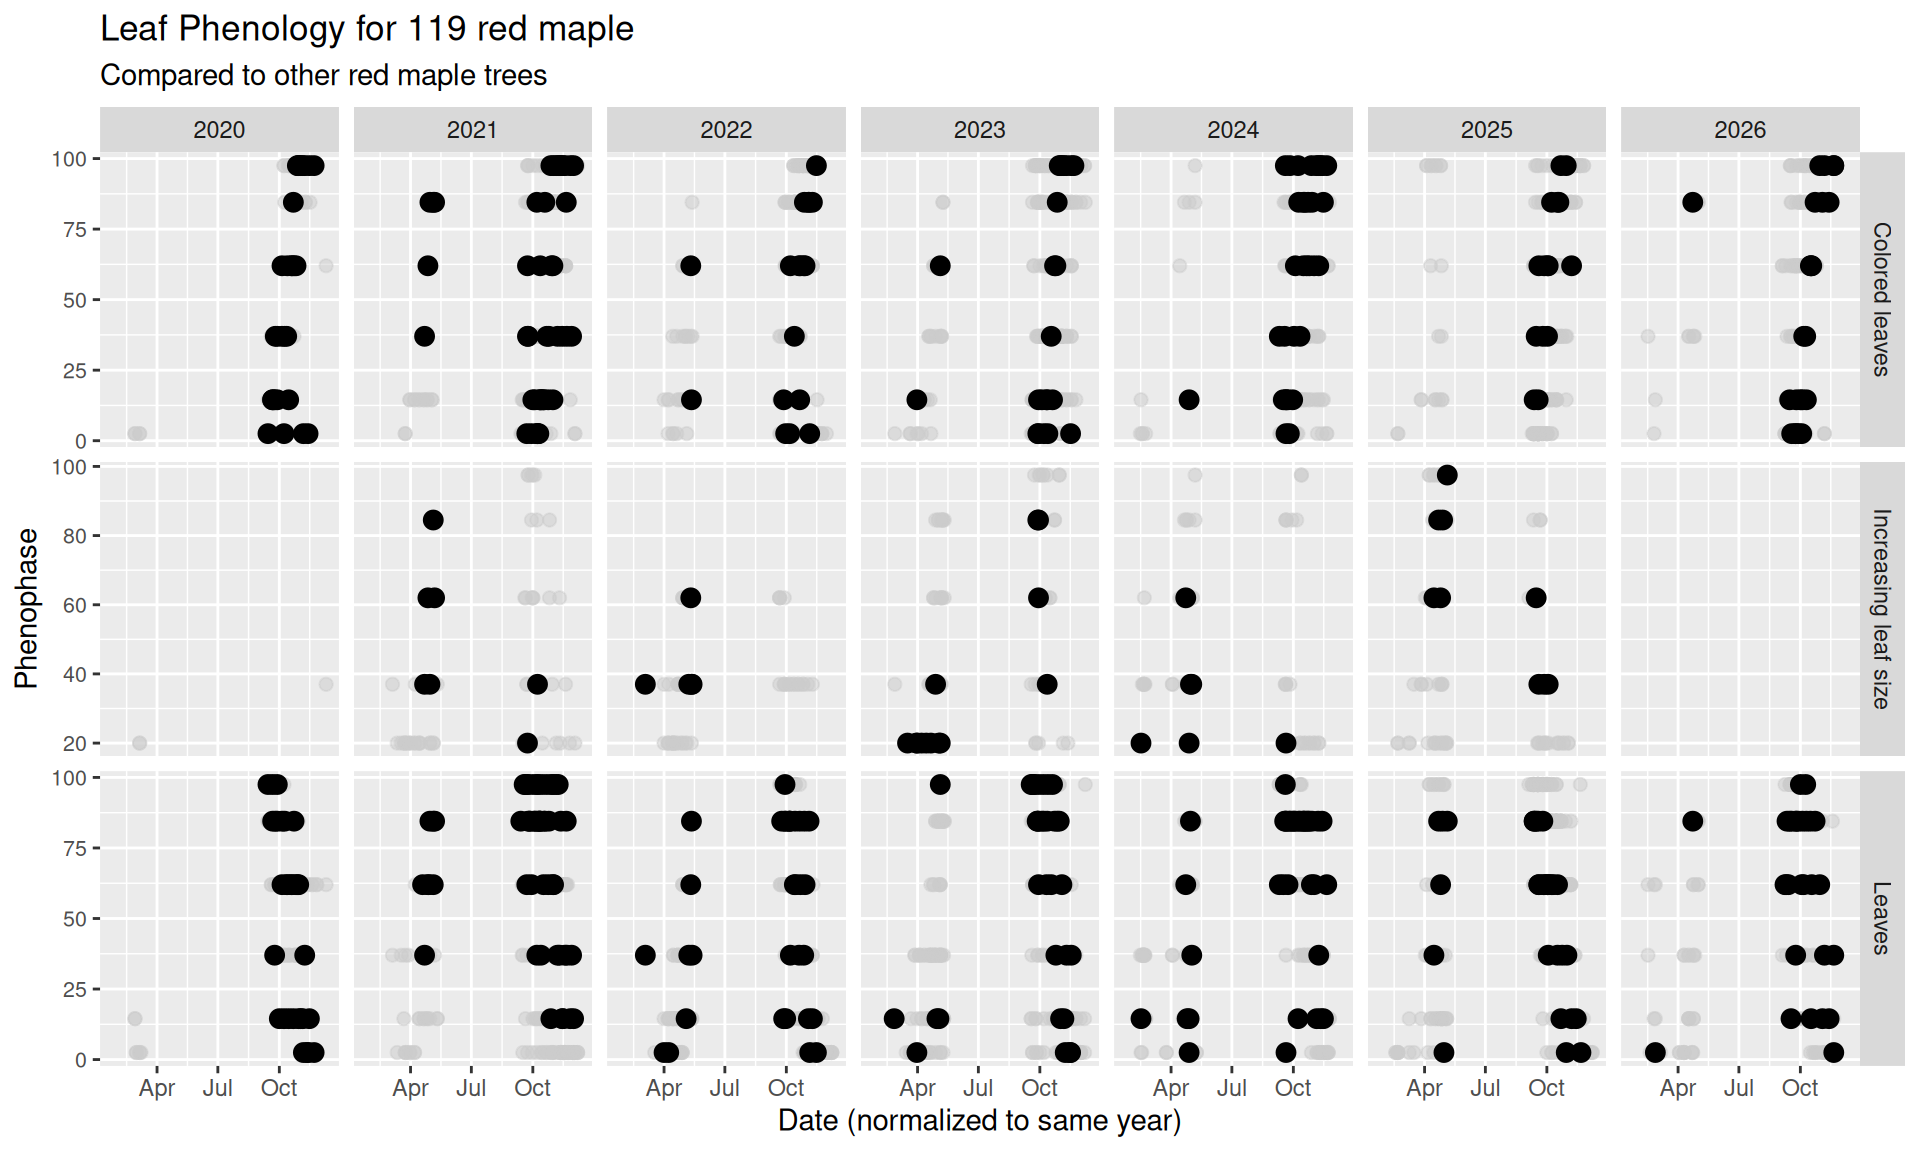 Leaf Phenology for 119 red maple
Compared to other red maple trees
2020 2021 2022 2023 2024 2025 2026
100
75
50
25
0
Colored leaves
100
80
60
40
20
Increasing leaf size
100
75
50
25
0
Leaves
Phenophase
Apr Jul Oct Apr Jul Oct Apr Jul Oct Apr Jul Oct Apr Jul Oct Apr Jul Oct Apr Jul Oct
Date (normalized to same year)